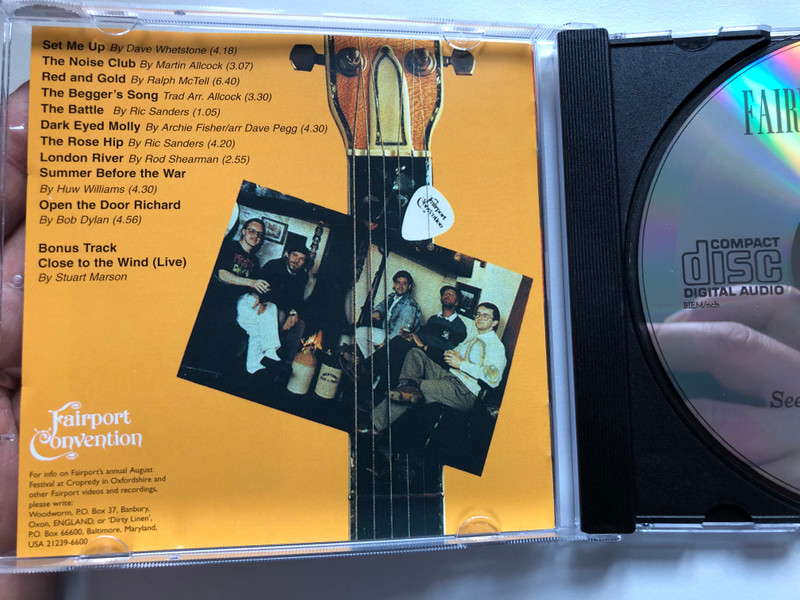 Set Me Up By Dave Whetstone (4.18)
The Noise Club By Martin Allcock (3.07)
Red and Gold By Ralph McTell (6.40)
The Begger's Song Trad Arr. Allcock (3.30)
The Battle By Ric Sanders (1.05)
Dark Eyed Molly By Archie Fisher/arr Dave Pegg (4.30)
The Rose Hip By Ric Sanders (4.20)
London River By Rod Shearman (2.55)
Summer Before the War
By Huw Williams (4.30)
Open the Door Richard
By Bob Dylan (4.56)
Bonus Track
Close to the Wind (Live)
By Stuart Marson
Fairport
Convention
For info on Fairport's annual August
Festival at Cropredy in Oxfordshire and
other Fairport videos and recordings,
please write:
Woodworm, P.O. Box 37, Banbury,
Oxon, ENGLAND, or 'Dirty Linen',
P.O. Box 66600, Baltimore, Maryland,
USA 21239-6600
Fairport
Convention
FAIR
COMPACT
disc
DIGITAL AUDIO
BIEM/ncb
See